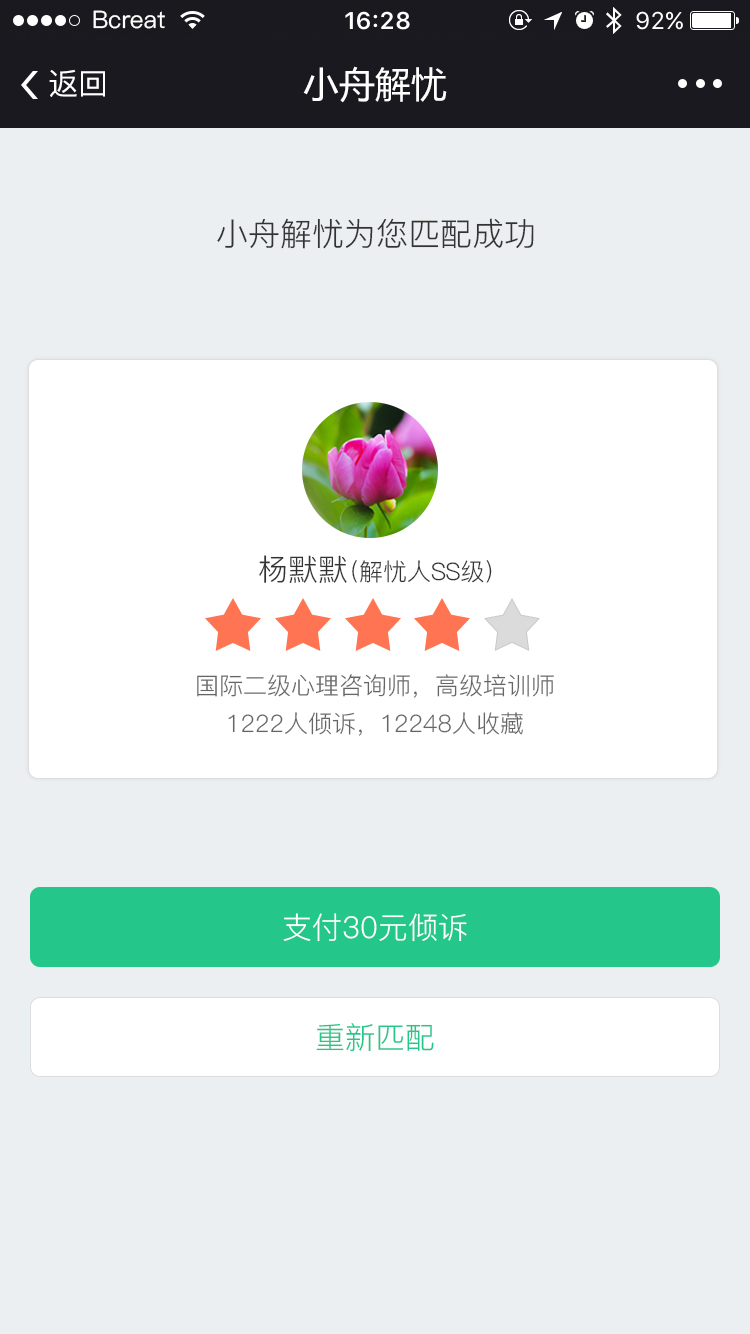 Bcreat 16:28 92%
返回 小舟解忧
小舟解忧为您匹配成功
杨默默(解忧人SS级)
国际二级心理咨询师，高级培训师
1222人倾诉，12248人收藏
支付30元倾诉
重新匹配